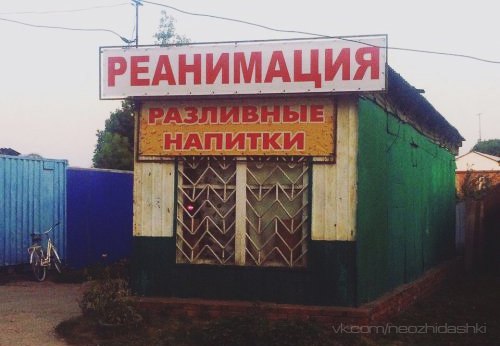 РЕАНИМАЦИЯ
РАЗЛИВНЫЕ
НАПИТКИ
vk.com/neozhidashki